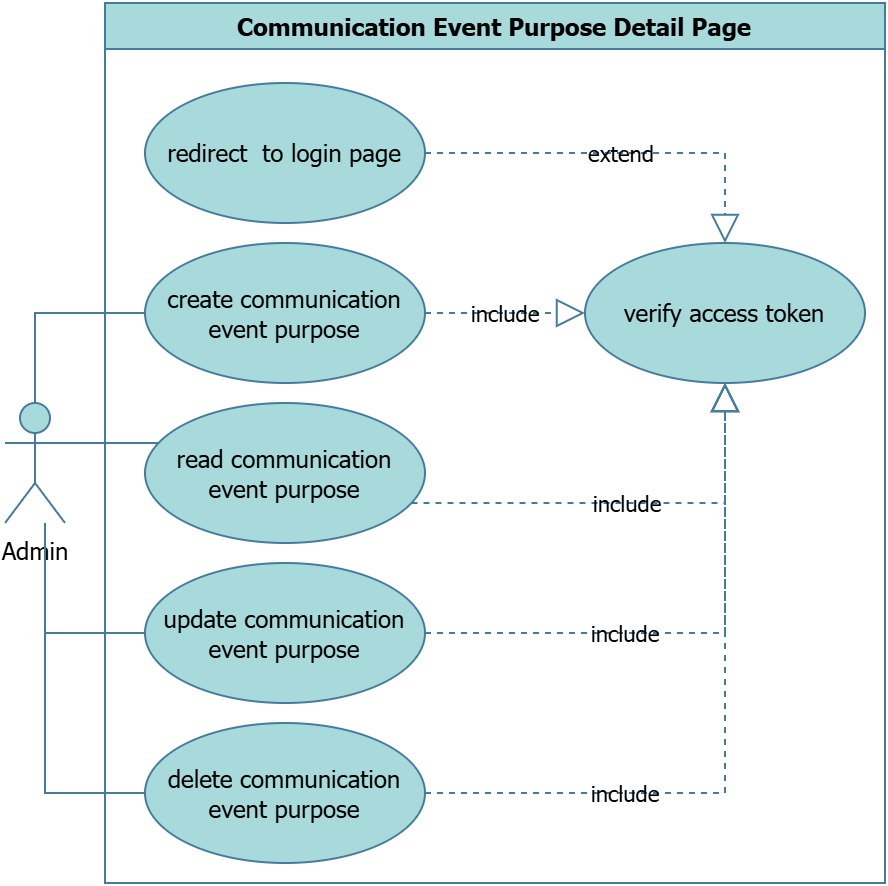 Communication Event Purpose Detail Page
redirect  to login page
extend
create communication
event purpose
include
verify access token
read communication
event purpose
include
Admin
update communication
event purpose
include
delete communication
event purpose
include